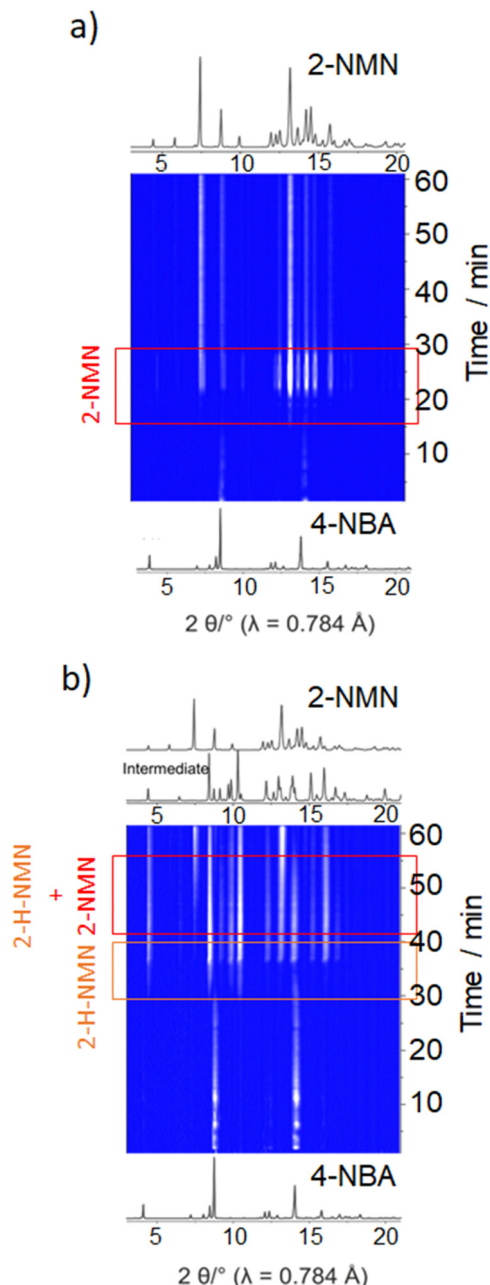 a)
2-NMN
5 10 15 20
60
50
40
30
20
10
Time / min
2-NMN
4-NBA
5 10 15 20
2 θ/° (λ = 0.784 Å)
b)
2-NMN
Intermediate
5 10 15 20
60
50
40
30
20
10
Time / min
2-H-NMN
+
2-NMN
2-H-NMN
4-NBA
5 10 15 20
2 θ/° (λ = 0.784 Å)